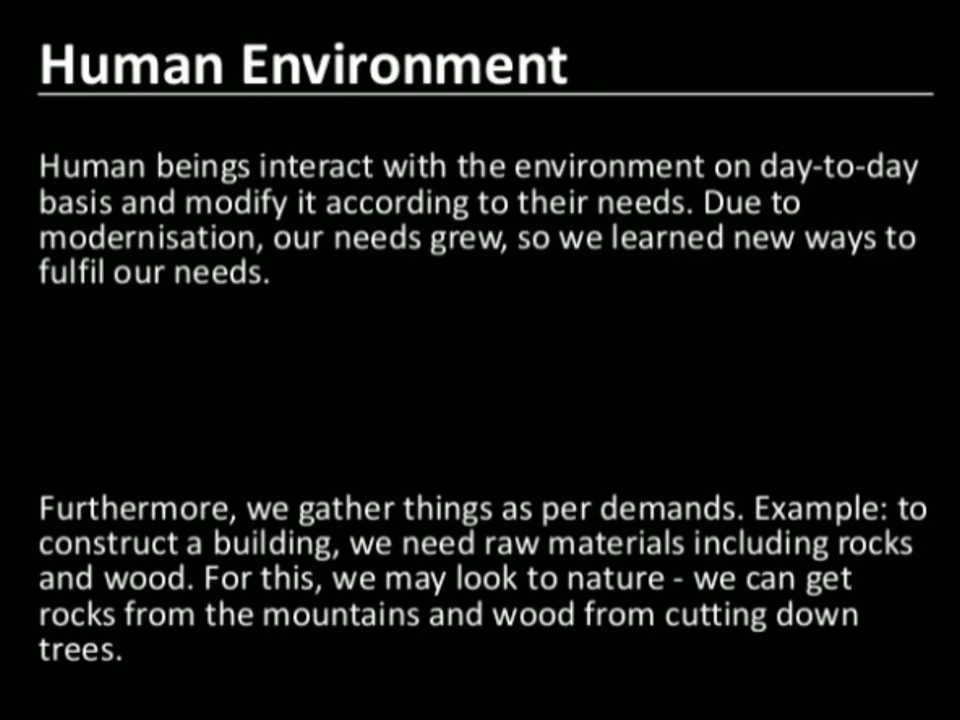 Human Environment
Human beings interact with the environment on day-to-day
basis and modify it according to their needs. Due to
modernisation, our needs grew, so we learned new ways to
fulfil our needs.
Furthermore, we gather things as per demands. Example: to
construct a building, we need raw materials including rocks
and wood. For this, we may look to nature - we can get
rocks from the mountains and wood from cutting down
trees.